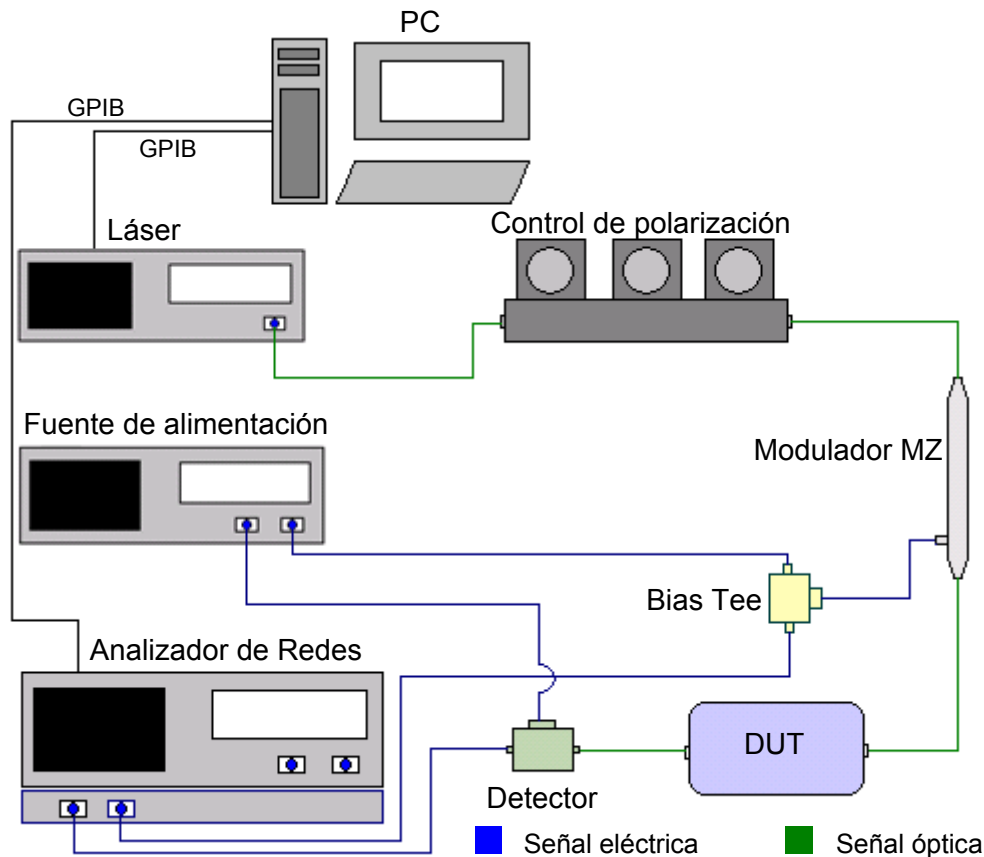 PC
GPIB
GPIB
Láser
Control de polarización
Fuente de alimentación
Modulador MZ
Bias Tee
Analizador de Redes
DUT
Detector
Señal eléctrica
Señal óptica